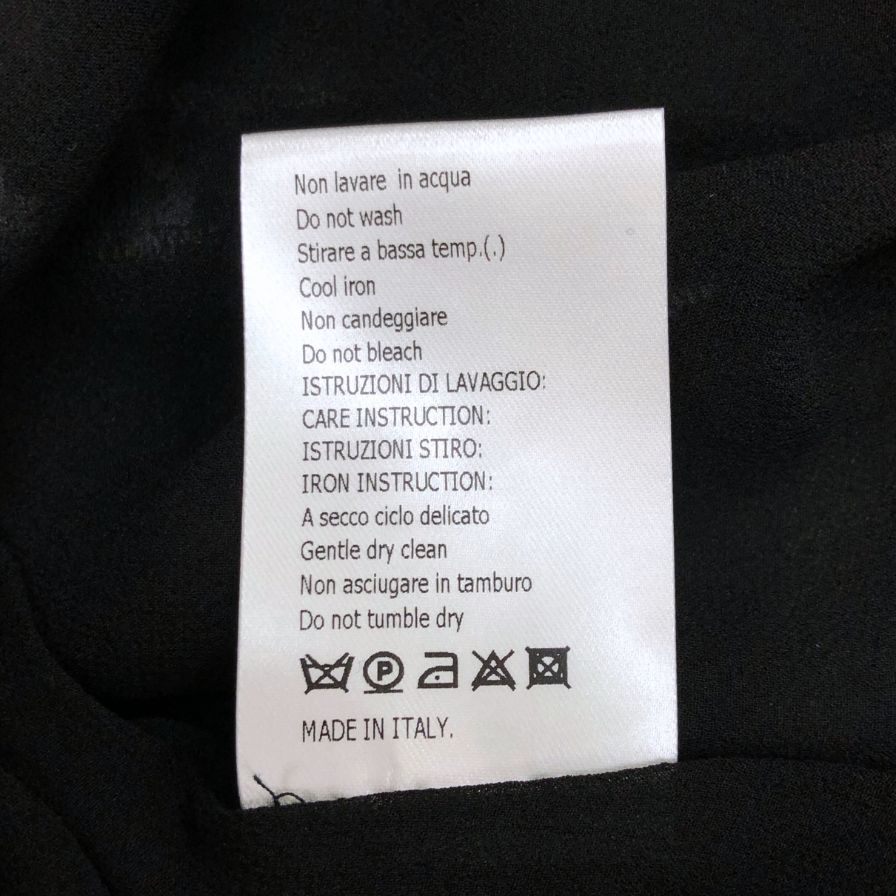 Non lavare in acqua
Do not wash
Stirare a bassa temp.(.)
Cool iron
Non candeggiare
Do not bleach
ISTRUZIONI DI LAVAGGIO:
CARE INSTRUCTION:
ISTRUZIONI STIRO:
IRON INSTRUCTION:
A secco ciclo delicato
Gentle dry clean
Non asciugare in tamburo
Do not tumble dry
P
MADE IN ITALY.